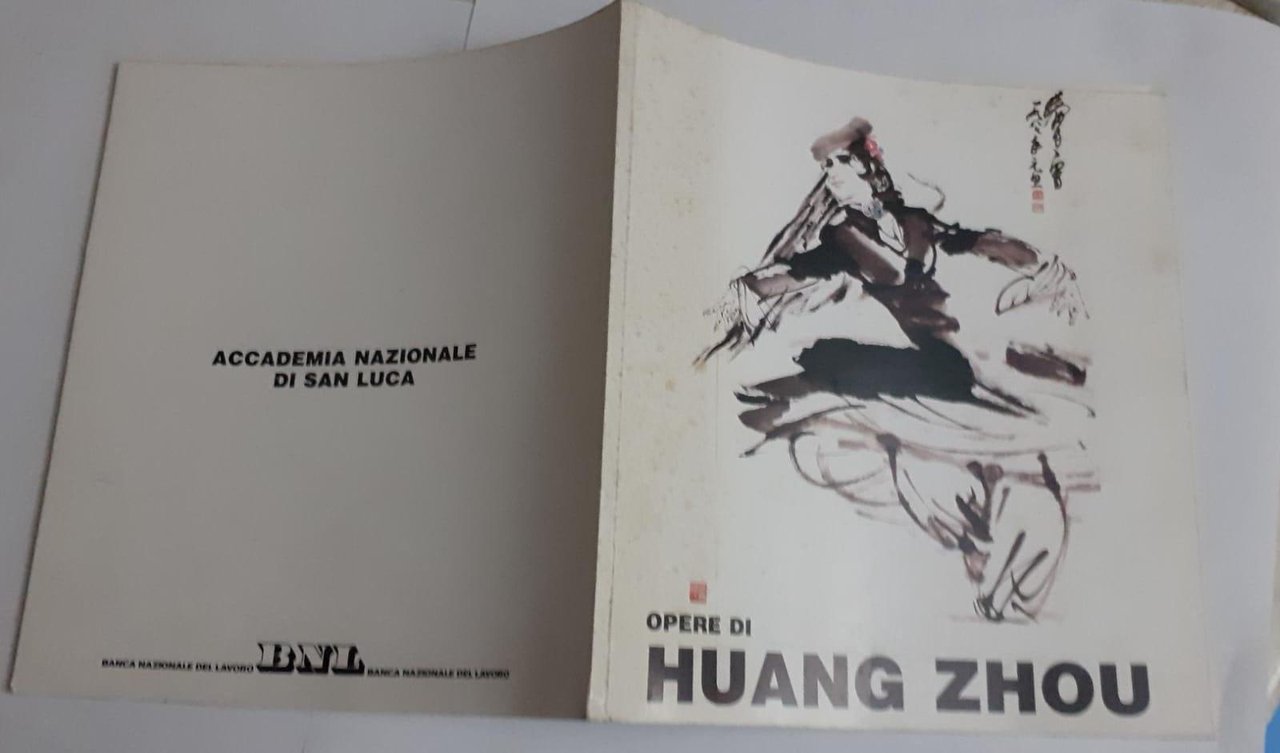 ACCADEMIA NAZIONALE
DI SAN LUCA
BANCA NAZIONALE DEL LAVORO BNL BANCA NAZIONALE DEL LAVORO
OPERE DI
HUANG ZHOU